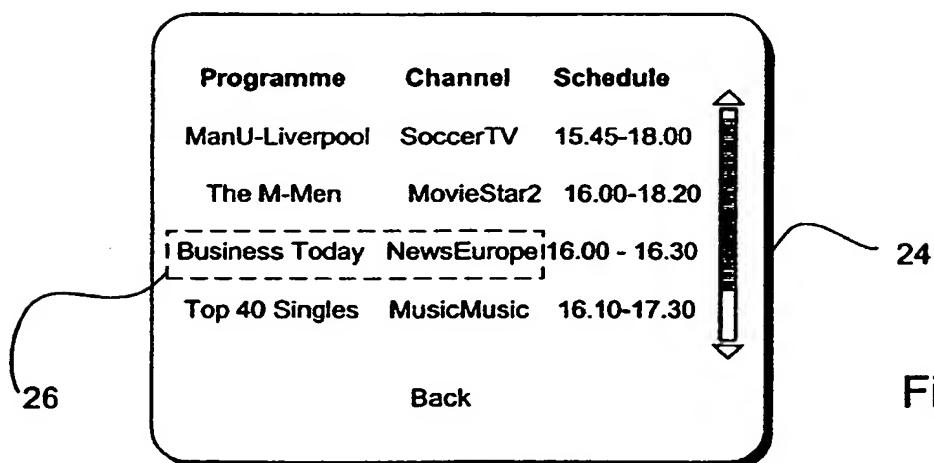 Programme Channel Schedule
ManU-Liverpool SoccerTV 15.45-18.00
The M-Men MovieStar2 16.00-18.20
Business Today NewsEurope 16.00 - 16.30
24
Top 40 Singles MusicMusic 16.10-17.30
26
Back
Fi